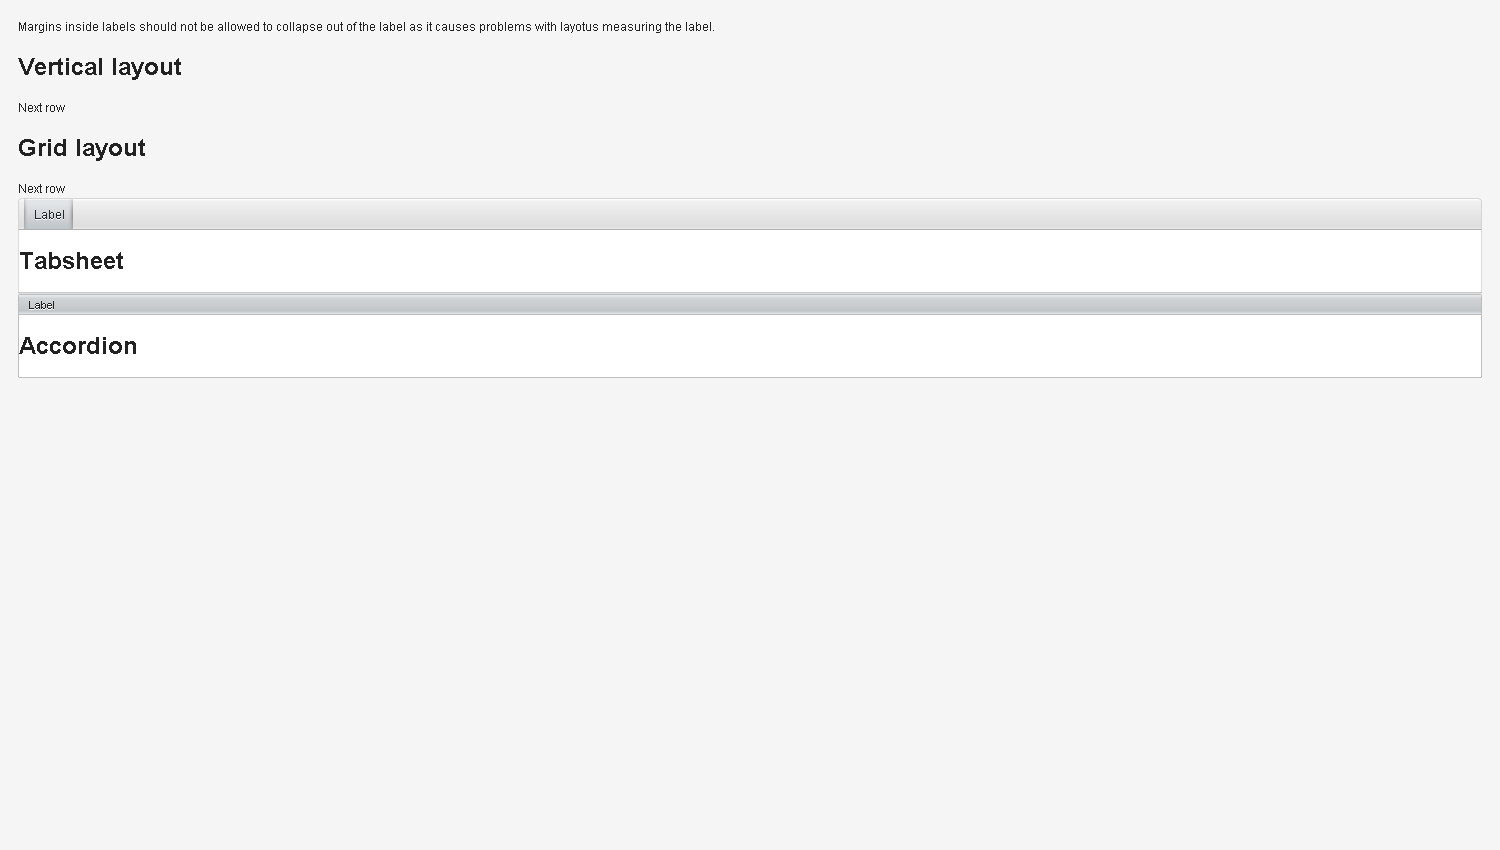 Margins inside labels should not be allowed to collapse out of the label as it causes problems with layotus measuring the label.
Vertical layout
Next row
Grid layout
Next row
Label
Tabsheet
Label
Accordion